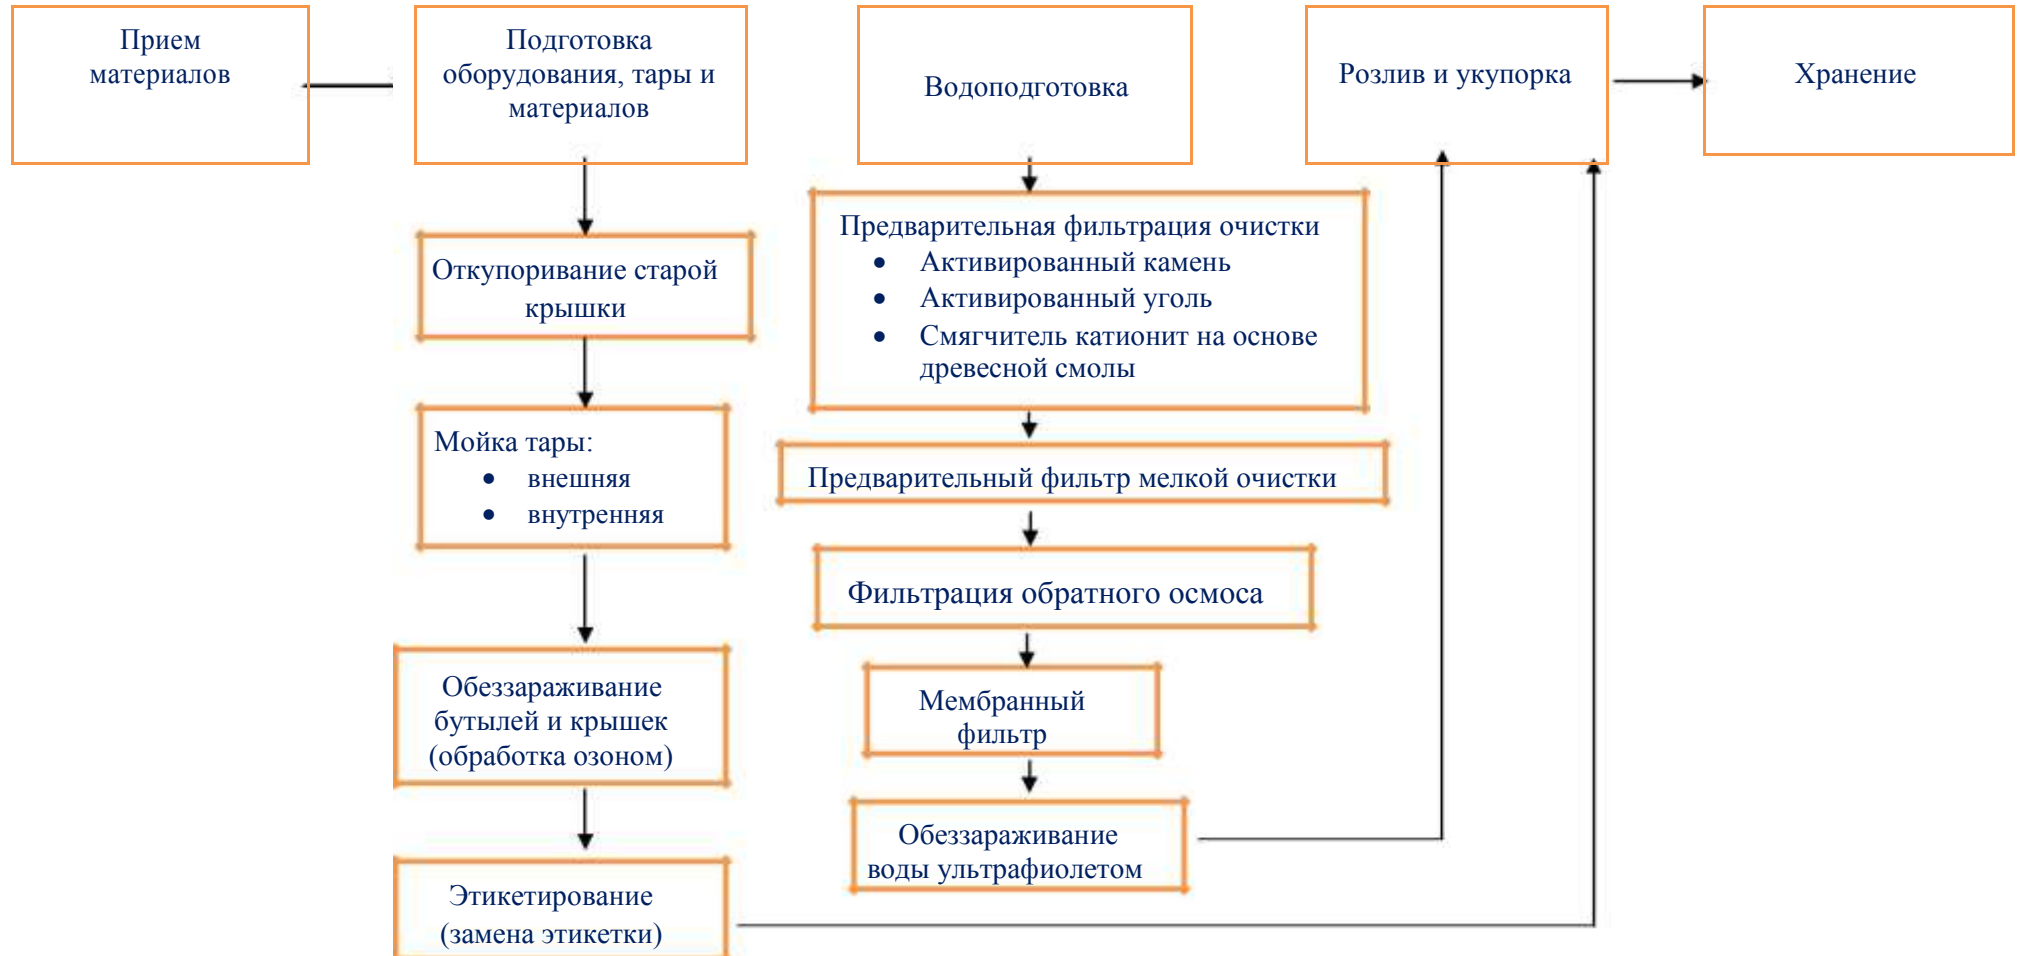 Прием
материалов
Подготовка
оборудования, тары и
материалов
Водоподготовка
Розлив и укупорка
Хранение
Откупоривание старой
крышки
Мойка тары:
• внешняя
• внутренняя
Обеззараживание
бутылей и крышек
(обработка озоном)
Этикетирование
(замена этикетки)
Предварительная фильтрация очистки
• Активированный камень
• Активированный уголь
• Смягчитель катионит на основе
древесной смолы
Предварительный фильтр мелкой очистки
Фильтрация обратного осмоса
Мембранный
фильтр
Обеззараживание
воды ультрафиолетом